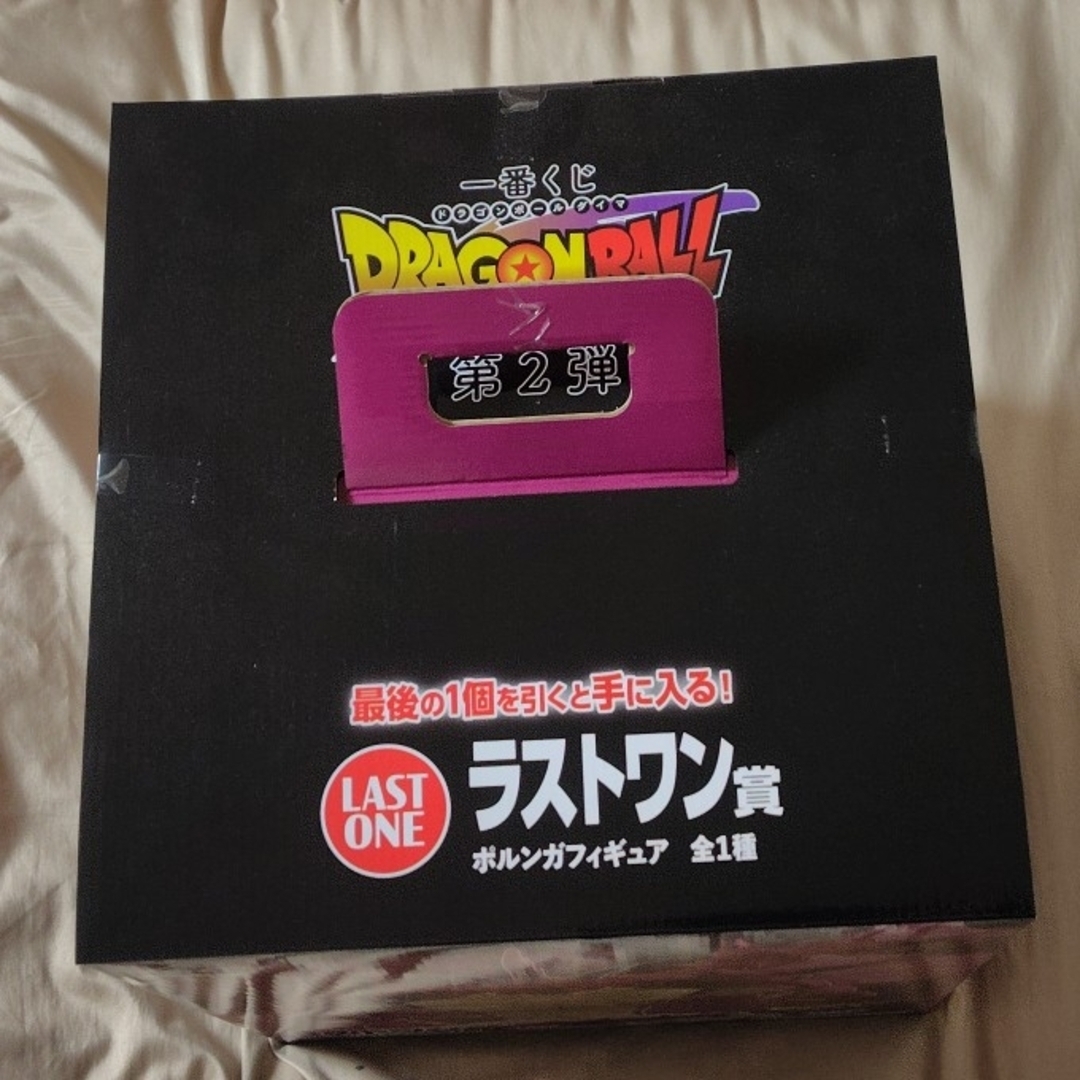 一番くじ
ドラゴンボール ダイマ
DRAGON BALL
第2弾
最後の1個を引くと手に入る!
LAST
ONE
ラストワン賞
ポルンガフィギュア 全1種